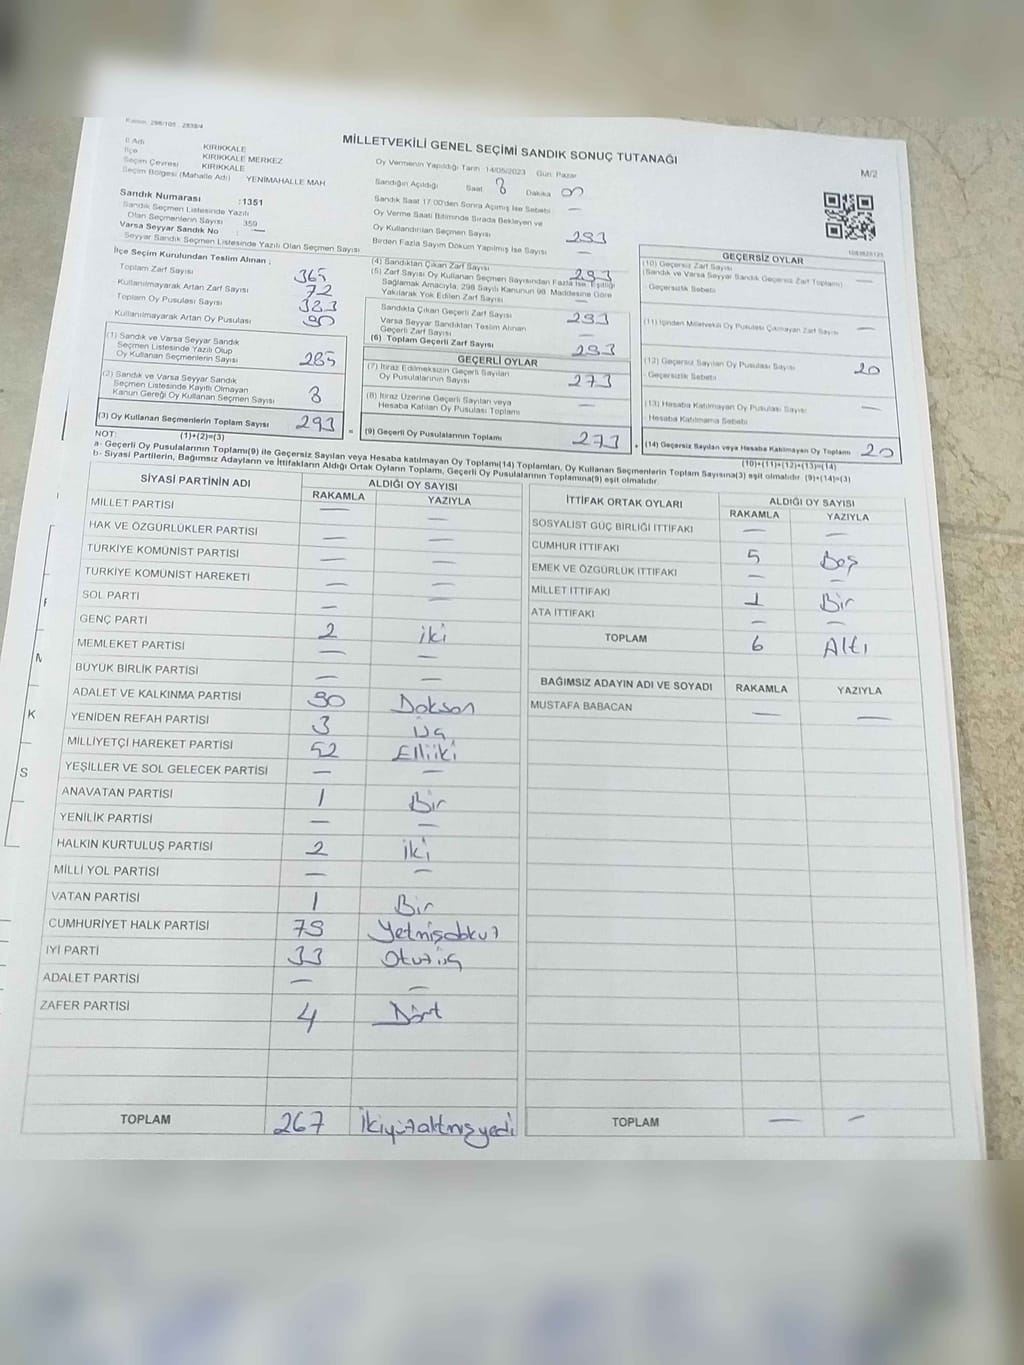 MİLLETVEKİLİ GENEL SEÇİMİ SANDIK SONUÇ TUTANAĞI
M/2
İl Adı KIRIKKALE
İlçe KIRIKKALE MERKEZ
Seçim Çevresi KIRIKKALE
Seçim Bölgesi (Mahalle Adı) YENİMAHALLE MAH
Sandık Numarası :1351
Sandık Seçmen Listesinde Yazılı
Olan Seçmenlerin Sayısı : 359
Varsa Seyyar Sandık No : —
Seyyar Sandık Seçmen Listesinde Yazılı Olan Seçmen Sayısı
Oy Vermenin Yapıldığı Tarih 14/05/2023 Gün: Pazar
Sandığın Açıldığı Saat 8 Dakika 00
Sandık Saat 17:00'den Sonra Açılmış İse Sebebi —
Oy Verme Saati Bitiminde Sırada Bekleyen ve
Oy Kullandırılan Seçmen Sayısı 293
Birden Fazla Sayım Döküm Yapılmış İse Sayısı —
İlçe Seçim Kurulundan Teslim Alınan ;
Toplam Zarf Sayısı 365
Kullanılmayarak Artan Zarf Sayısı 72
Toplam Oy Pusulası Sayısı 383
Kullanılmayarak Artan Oy Pusulası 90
(1) Sandık ve Varsa Seyyar Sandık
Seçmen Listesinde Yazılı Olup
Oy Kullanan Seçmenlerin Sayısı 285
(2) Sandık ve Varsa Seyyar Sandık
Seçmen Listesinde Kayıtlı Olmayan
Kanun Gereği Oy Kullanan Seçmen Sayısı 8
(3) Oy Kullanan Seçmenlerin Toplam Sayısı 293
(4) Sandıktan Çıkan Zarf Sayısı 293
(5) Zarf Sayısı Oy Kullanan Seçmen Sayısından Fazla İse, Eşitliği
Sağlamak Amacıyla, 298 Sayılı Kanunun 98. Maddesine Göre
Yakılarak Yok Edilen Zarf Sayısı —
Sandıkta Çıkan Geçerli Zarf Sayısı 293
Varsa Seyyar Sandıktan Teslim Alınan
Geçerli Zarf Sayısı —
(6) Toplam Geçerli Zarf Sayısı 293
GEÇERLİ OYLAR
(7) İtiraz Edilmeksizin Geçerli Sayılan
Oy Pusulalarının Sayısı 273
(8) İtiraz Üzerine Geçerli Sayılan veya
Hesaba Katılan Oy Pusulası Toplamı —
= (9) Geçerli Oy Pusulalarının Toplamı 273
GEÇERSİZ OYLAR
(10) Geçersiz Zarf Sayısı
(Sandık ve Varsa Seyyar Sandık Geçersiz Zarf Toplamı) —
Geçersizlik Sebebi
(11) İçinden Milletvekili Oy Pusulası Çıkmayan Zarf Sayısı —
(12) Geçersiz Sayılan Oy Pusulası Sayısı 20
Geçersizlik Sebebi
(13) Hesaba Katılmayan Oy Pusulası Sayısı —
Hesaba Katılmama Sebebi
+ (14) Geçersiz Sayılan veya Hesaba Katılmayan Oy Toplamı 20
NOT: (1)+(2)=(3)
(10)+(11)+(12)+(13)=(14)
a- Geçerli Oy Pusulalarının Toplamı(9) ile Geçersiz Sayılan veya Hesaba katılmayan Oy Toplamı(14) Toplamları, Oy Kullanan Seçmenlerin Toplam Sayısına(3) eşit olmalıdır. (9)+(14)=(3)
b- Siyasi Partilerin, Bağımsız Adayların ve İttifakların Aldığı Ortak Oyların Toplamı, Geçerli Oy Pusulalarının Toplamına(9) eşit olmalıdır.
SİYASİ PARTİNİN ADI ALDIĞI OY SAYISI
RAKAMLA YAZIYLA
MİLLET PARTİSİ — —
HAK VE ÖZGÜRLÜKLER PARTİSİ — —
TÜRKİYE KOMÜNİST PARTİSİ — —
TÜRKİYE KOMÜNİST HAREKETİ — —
SOL PARTİ —
GENÇ PARTİ 2 iki
MEMLEKET PARTİSİ — —
BÜYÜK BİRLİK PARTİSİ — —
ADALET VE KALKINMA PARTİSİ 90 Doksan
YENİDEN REFAH PARTİSİ 3 Üç
MİLLİYETÇİ HAREKET PARTİSİ 52 Elliiki
YEŞİLLER VE SOL GELECEK PARTİSİ — —
ANAVATAN PARTİSİ 1 Bir
YENİLİK PARTİSİ — —
HALKIN KURTULUŞ PARTİSİ 2 iki
MİLLİ YOL PARTİSİ — —
VATAN PARTİSİ 1 Bir
CUMHURİYET HALK PARTİSİ 79 Yetmişdokuz
İYİ PARTİ 33 Otuzüç
ADALET PARTİSİ — —
ZAFER PARTİSİ 4 Dört
TOPLAM 267 ikiyüzaltmışyedi
İTTİFAK ORTAK OYLARI ALDIĞI OY SAYISI
RAKAMLA YAZIYLA
SOSYALİST GÜÇ BİRLİĞİ İTTİFAKI — —
CUMHUR İTTİFAKI 5 Beş
EMEK VE ÖZGÜRLÜK İTTİFAKI — —
MİLLET İTTİFAKI 1 Bir
ATA İTTİFAKI — —
TOPLAM 6 Altı
BAĞIMSIZ ADAYIN ADI VE SOYADI RAKAMLA YAZIYLA
MUSTAFA BABACAN — —
TOPLAM — —